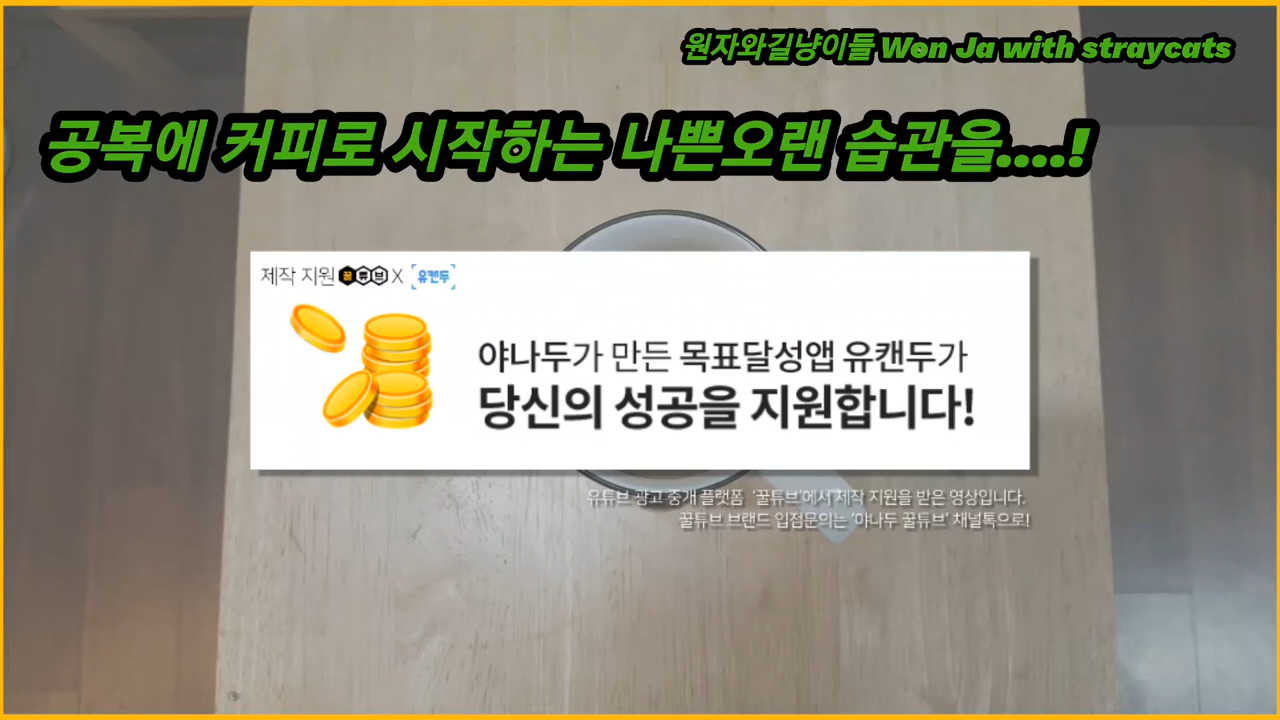 원자와길냥이들 Won Ja with straycats
공복에 커피로 시작하는 나쁜오랜 습관을....!
제작 지원 꿀튜브 X 유캔두
야나두가 만든 목표달성앱 유캔두가
당신의 성공을 지원합니다!
유튜브 광고 중개 플랫폼 '꿀튜브'에서 제작 지원을 받은 영상입니다.
꿀튜브 브랜드 입점문의는 '야나두 꿀튜브' 채널톡으로!